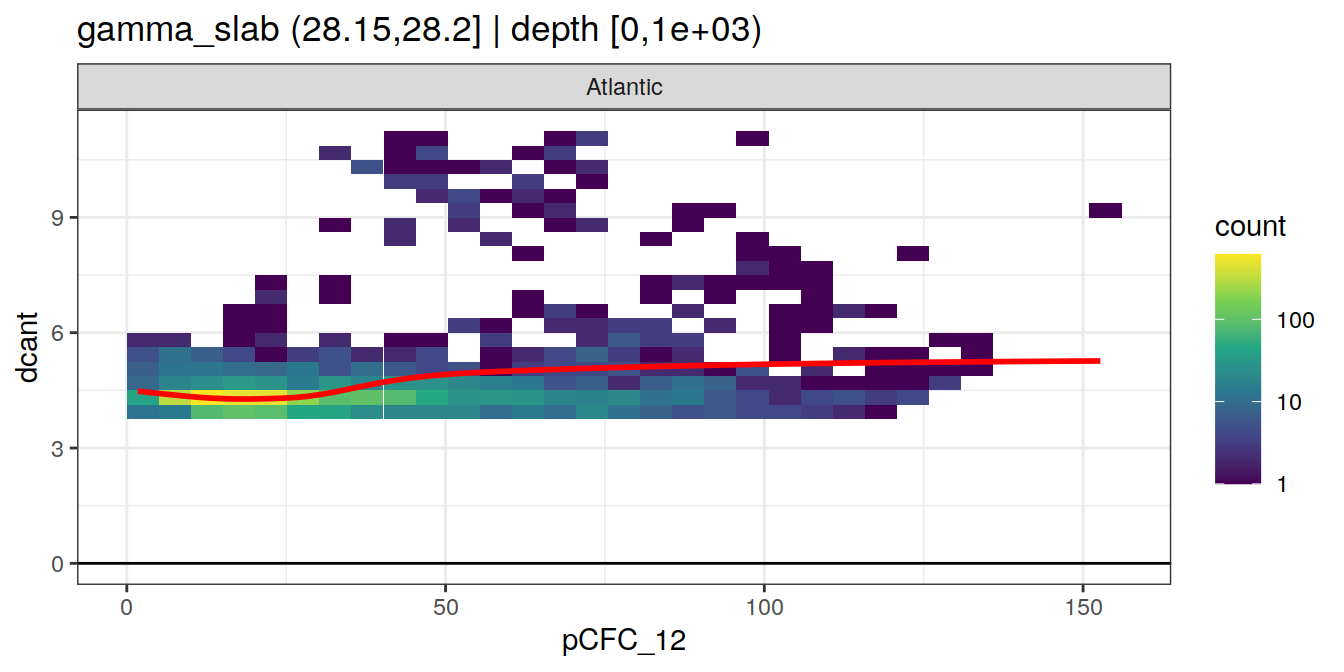 gamma_slab (28.15,28.2] | depth [0,1e+03)
Atlantic
dcant
9
6
3
0
0 50 100 150
pCFC_12
count
100
10
1